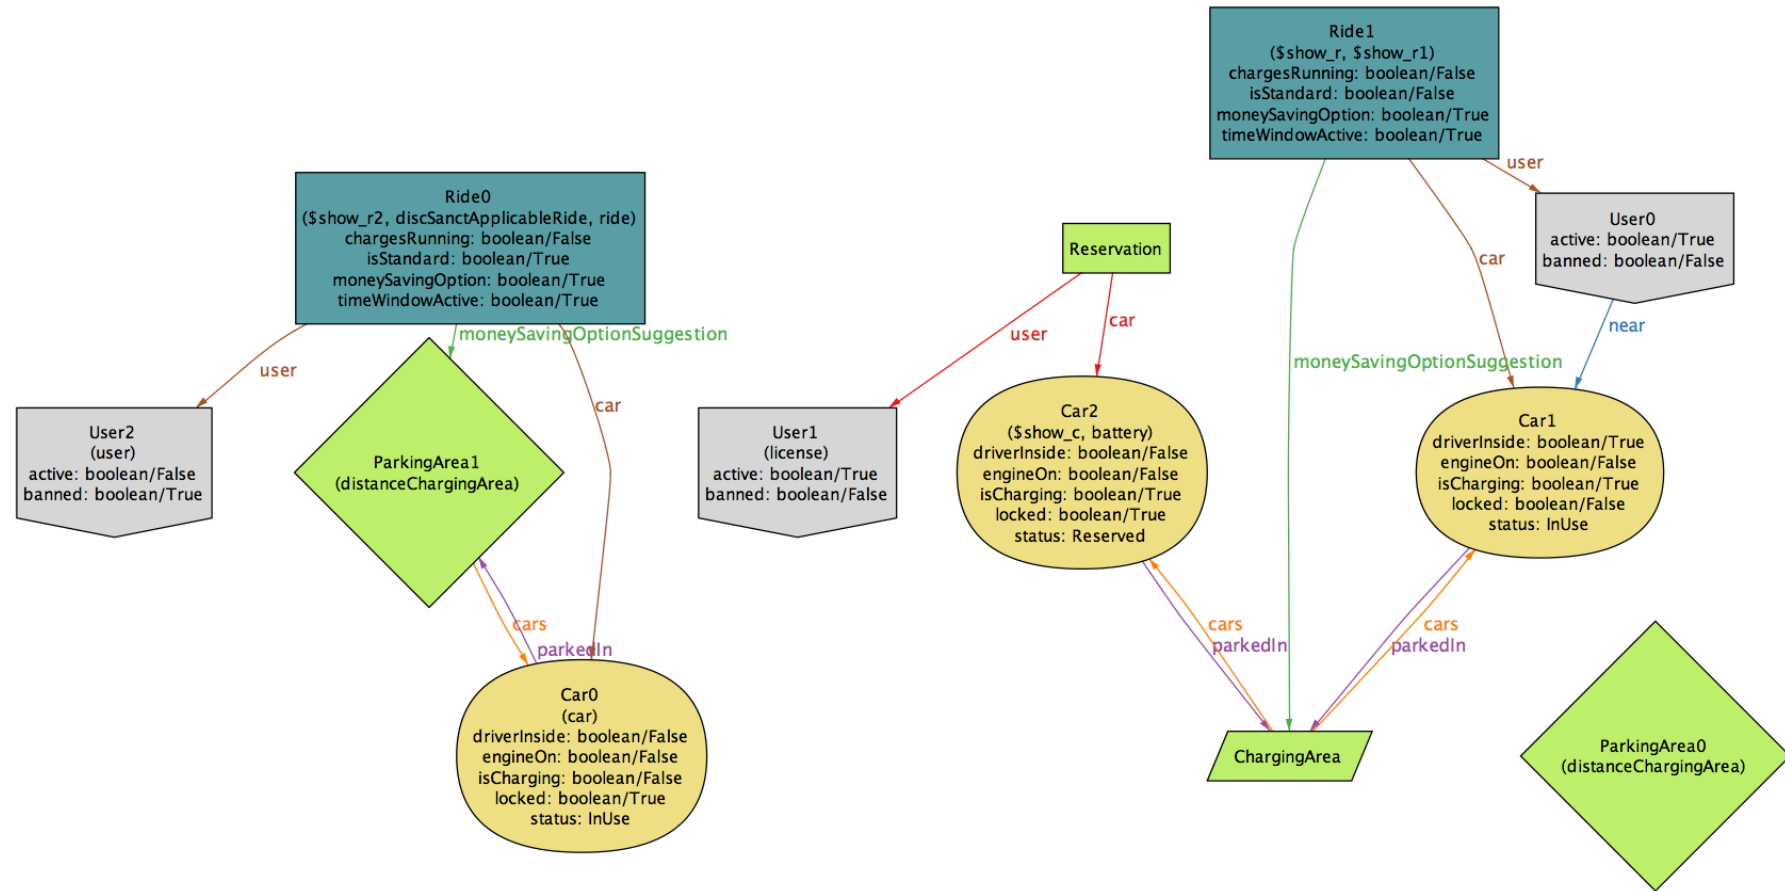 Ride1
($show_r, $show_r1)
chargesRunning: boolean/False
isStandard: boolean/False
moneySavingOption: boolean/True
timeWindowActive: boolean/True
user
Ride0
($show_r2, discSanctApplicableRide, ride)
chargesRunning: boolean/False
isStandard: boolean/True
moneySavingOption: boolean/True
timeWindowActive: boolean/True
User0
active: boolean/True
banned: boolean/False
Reservation
car
moneySavingOptionSuggestion
user
car
near
user
moneySavingOptionSuggestion
car
User2
(user)
active: boolean/False
banned: boolean/True
ParkingArea1
(distanceChargingArea)
User1
(license)
active: boolean/True
banned: boolean/False
Car2
($show_c, battery)
driverInside: boolean/False
engineOn: boolean/False
isCharging: boolean/True
locked: boolean/True
status: Reserved
Car1
driverInside: boolean/True
engineOn: boolean/False
isCharging: boolean/True
locked: boolean/False
status: InUse
cars
parkedIn
cars
parkedIn
cars
parkedIn
Car0
(car)
driverInside: boolean/False
engineOn: boolean/False
isCharging: boolean/False
locked: boolean/True
status: InUse
ChargingArea
ParkingArea0
(distanceChargingArea)